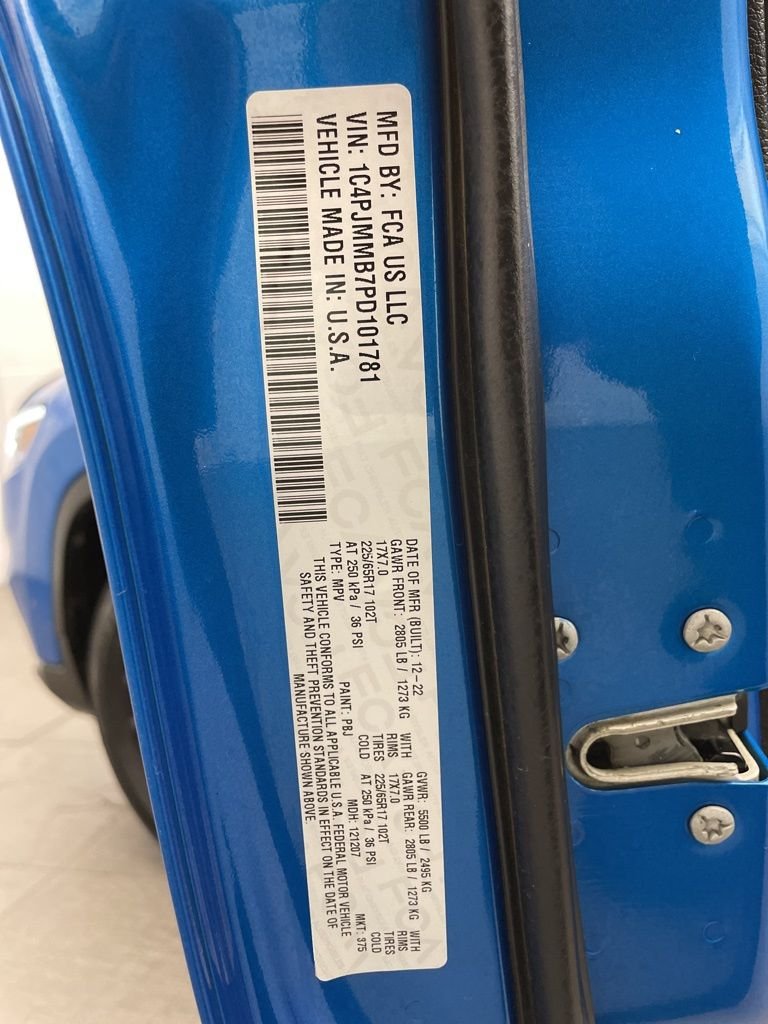 MFD BY: FCA US LLC
VIN: 1C4PJMMB7PD101781
VEHICLE MADE IN: U.S.A.
DATE OF MFR (BUILT): 12-22 GVWR: 5500 LB / 2495 KG
GAWR FRONT: 2805 LB / 1273 KG WITH GAWR REAR: 2805 LB / 1273 KG WITH
17X7.0 RIMS 17X7.0 RIMS
225/65R17 102T TIRES 225/65R17 102T TIRES
AT 250 kPa / 36 PSI COLD AT 250 kPa / 36 PSI COLD
TYPE: MPV PAINT: PBJ MDH: 121207 MKT: 375
THIS VEHICLE CONFORMS TO ALL APPLICABLE U.S.A. FEDERAL MOTOR VEHICLE
SAFETY AND THEFT PREVENTION STANDARDS IN EFFECT ON THE DATE OF
MANUFACTURE SHOWN ABOVE.